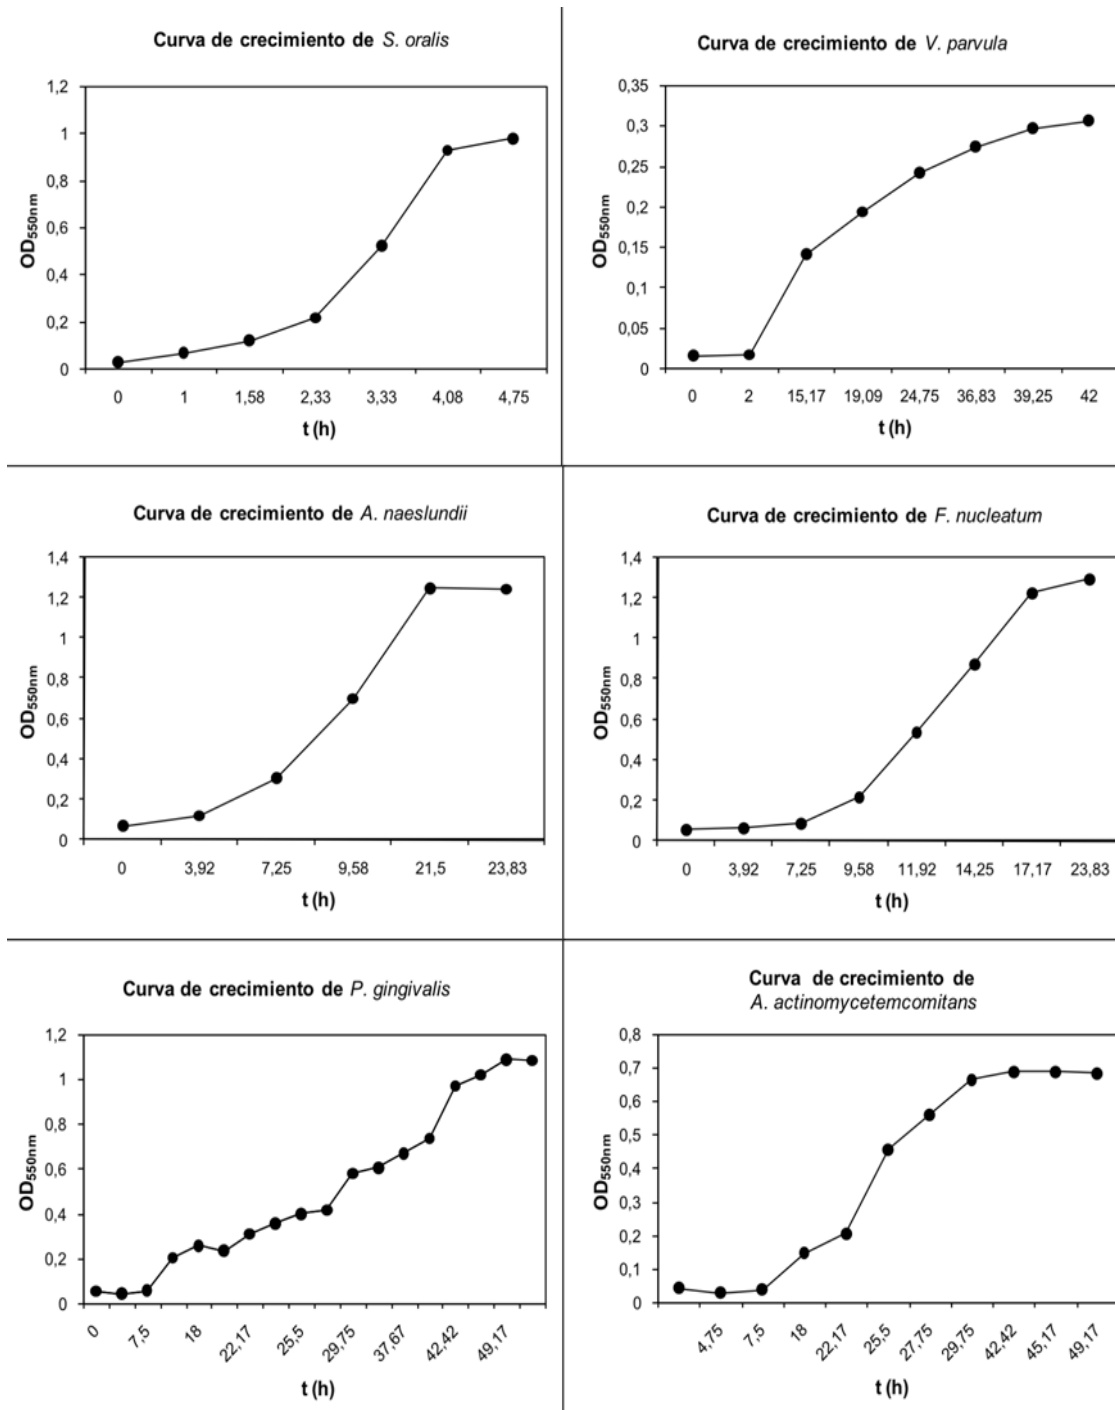 Curva de crecimiento de S. oralis
1,2
1
0,8
0,6
0,4
0,2
0
OD550nm
0 1 1,58 2,33 3,33 4,08 4,75
t (h)
Curva de crecimiento de V. parvula
0,35
0,3
0,25
0,2
0,15
0,1
0,05
0
OD550nm
0 2 15,17 19,09 24,75 36,83 39,25 42
t (h)
Curva de crecimiento de A. naeslundii
1,4
1,2
1
0,8
0,6
0,4
0,2
0
OD550nm
0 3,92 7,25 9,58 21,5 23,83
t (h)
Curva de crecimiento de F. nucleatum
1,4
1,2
1
0,8
0,6
0,4
0,2
0
OD550nm
0 3,92 7,25 9,58 11,92 14,25 17,17 23,83
t (h)
Curva de crecimiento de P. gingivalis
1,2
1
0,8
0,6
0,4
0,2
0
OD550nm
0 7,5 18 22,17 25,5 29,75 37,67 42,42 49,17
t (h)
Curva de crecimiento de
A. actinomycetemcomitans
0,8
0,7
0,6
0,5
0,4
0,3
0,2
0,1
0
OD550nm
4,75 7,5 18 22,17 25,5 27,75 29,75 42,42 45,17 49,17
t (h)